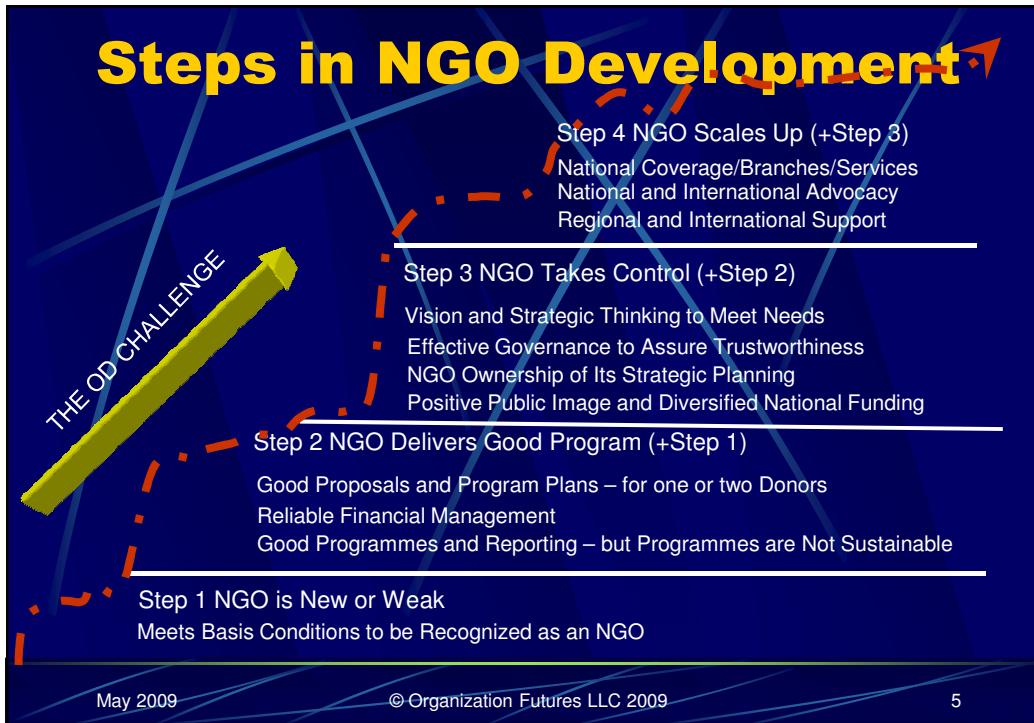 Steps in NGO Development
Step 4 NGO Scales Up (+Step 3)
National Coverage/Branches/Services
National and International Advocacy
Regional and International Support
THE OD CHALLENGE
Step 3 NGO Takes Control (+Step 2)
Vision and Strategic Thinking to Meet Needs
Effective Governance to Assure Trustworthiness
NGO Ownership of Its Strategic Planning
Positive Public Image and Diversified National Funding
Step 2 NGO Delivers Good Program (+Step 1)
Good Proposals and Program Plans – for one or two Donors
Reliable Financial Management
Good Programmes and Reporting – but Programmes are Not Sustainable
Step 1 NGO is New or Weak
Meets Basis Conditions to be Recognized as an NGO
May 2009 © Organization Futures LLC 2009 5